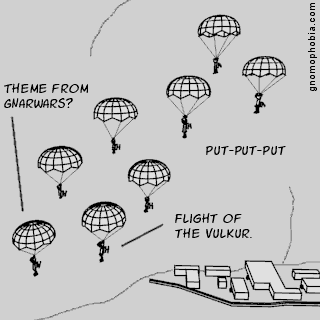 THEME FROM
GNARWARS?
PUT-PUT-PUT
FLIGHT OF
THE VULKUR.
gnomophobia.com